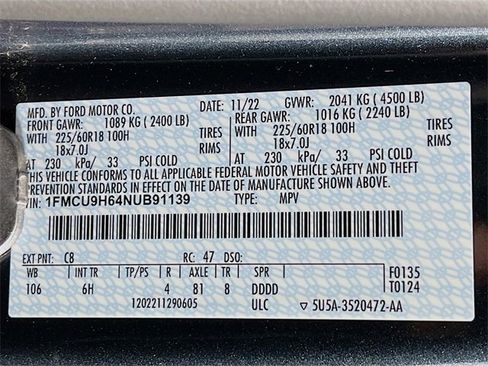 MFD. BY FORD MOTOR CO. DATE: 11/22 GVWR: 2041 KG ( 4500 LB)
FRONT GAWR: 1089 KG ( 2400 LB) REAR GAWR: 1016 KG ( 2240 LB)
WITH 225/60R18 100H TIRES WITH 225/60R18 100H TIRES
18x7.0J RIMS 18x7.0J RIMS
AT 230 kPa/ 33 PSI COLD AT 230 kPa/ 33 PSI COLD
THIS VEHICLE CONFORMS TO ALL APPLICABLE FEDERAL MOTOR VEHICLE SAFETY AND THEFT
PREVENTION STANDARDS IN EFFECT ON THE DATE OF MANUFACTURE SHOWN ABOVE.
VIN: 1FMCU9H64NUB91139 TYPE: MPV
EXT PNT: C8 RC: 47 DSO:
WB INT TR TP/PS R AXLE TR SPR F0135
106 6H 4 81 8 DDDD T0124
1202211290605 ULC ▽ 5U5A-3520472-AA